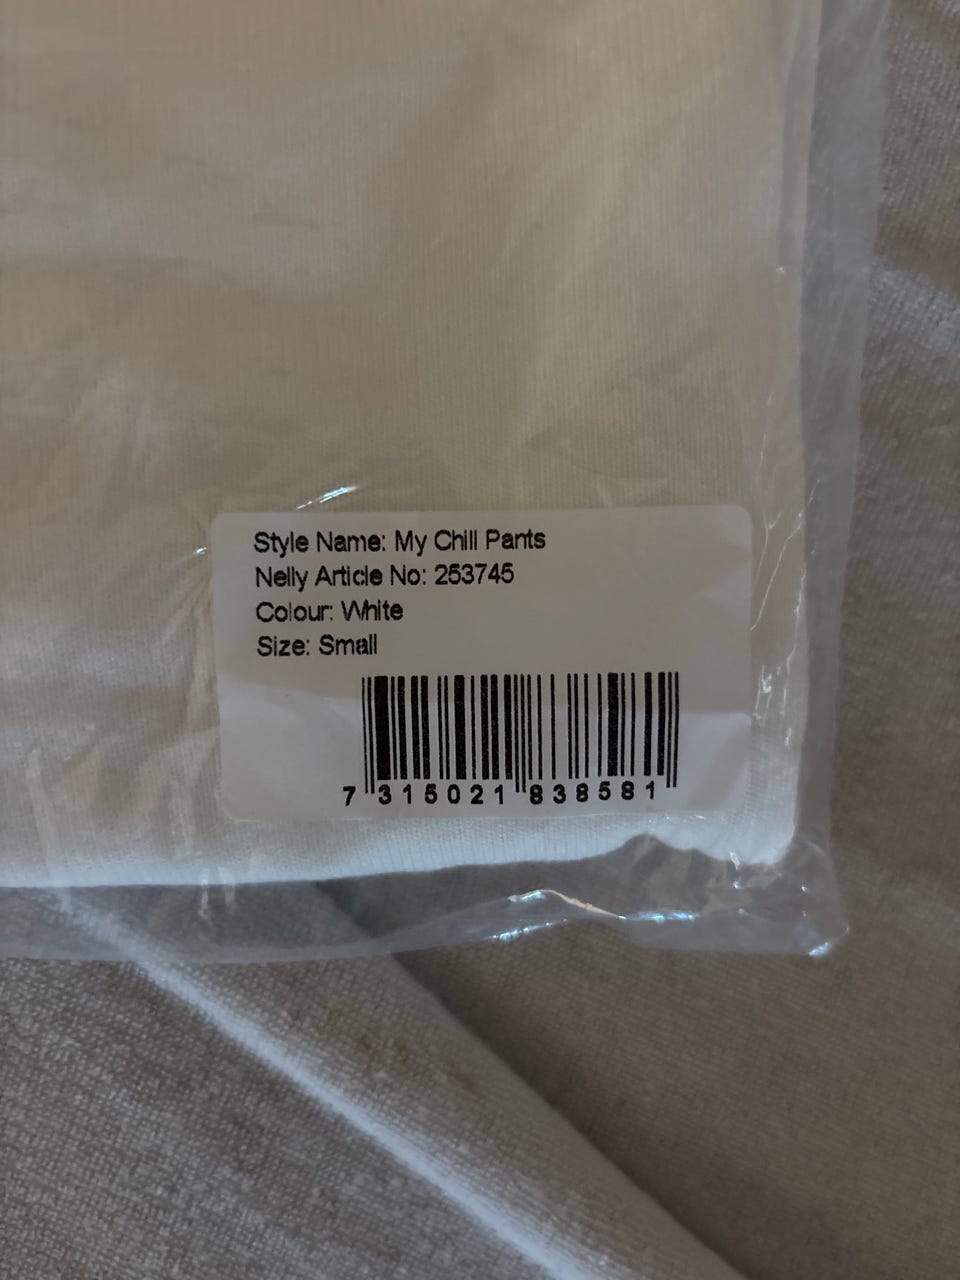 Style Name: My Chill Pants
Nelly Article No: 253745
Colour: White
Size: Small
7 315021 838581